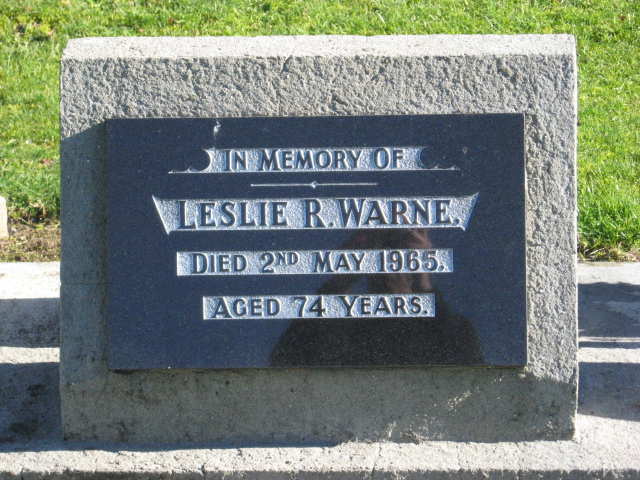 IN MEMORY OF
LESLIE R. WARNE.
DIED 2ND MAY 1965.
AGED 74 YEARS.